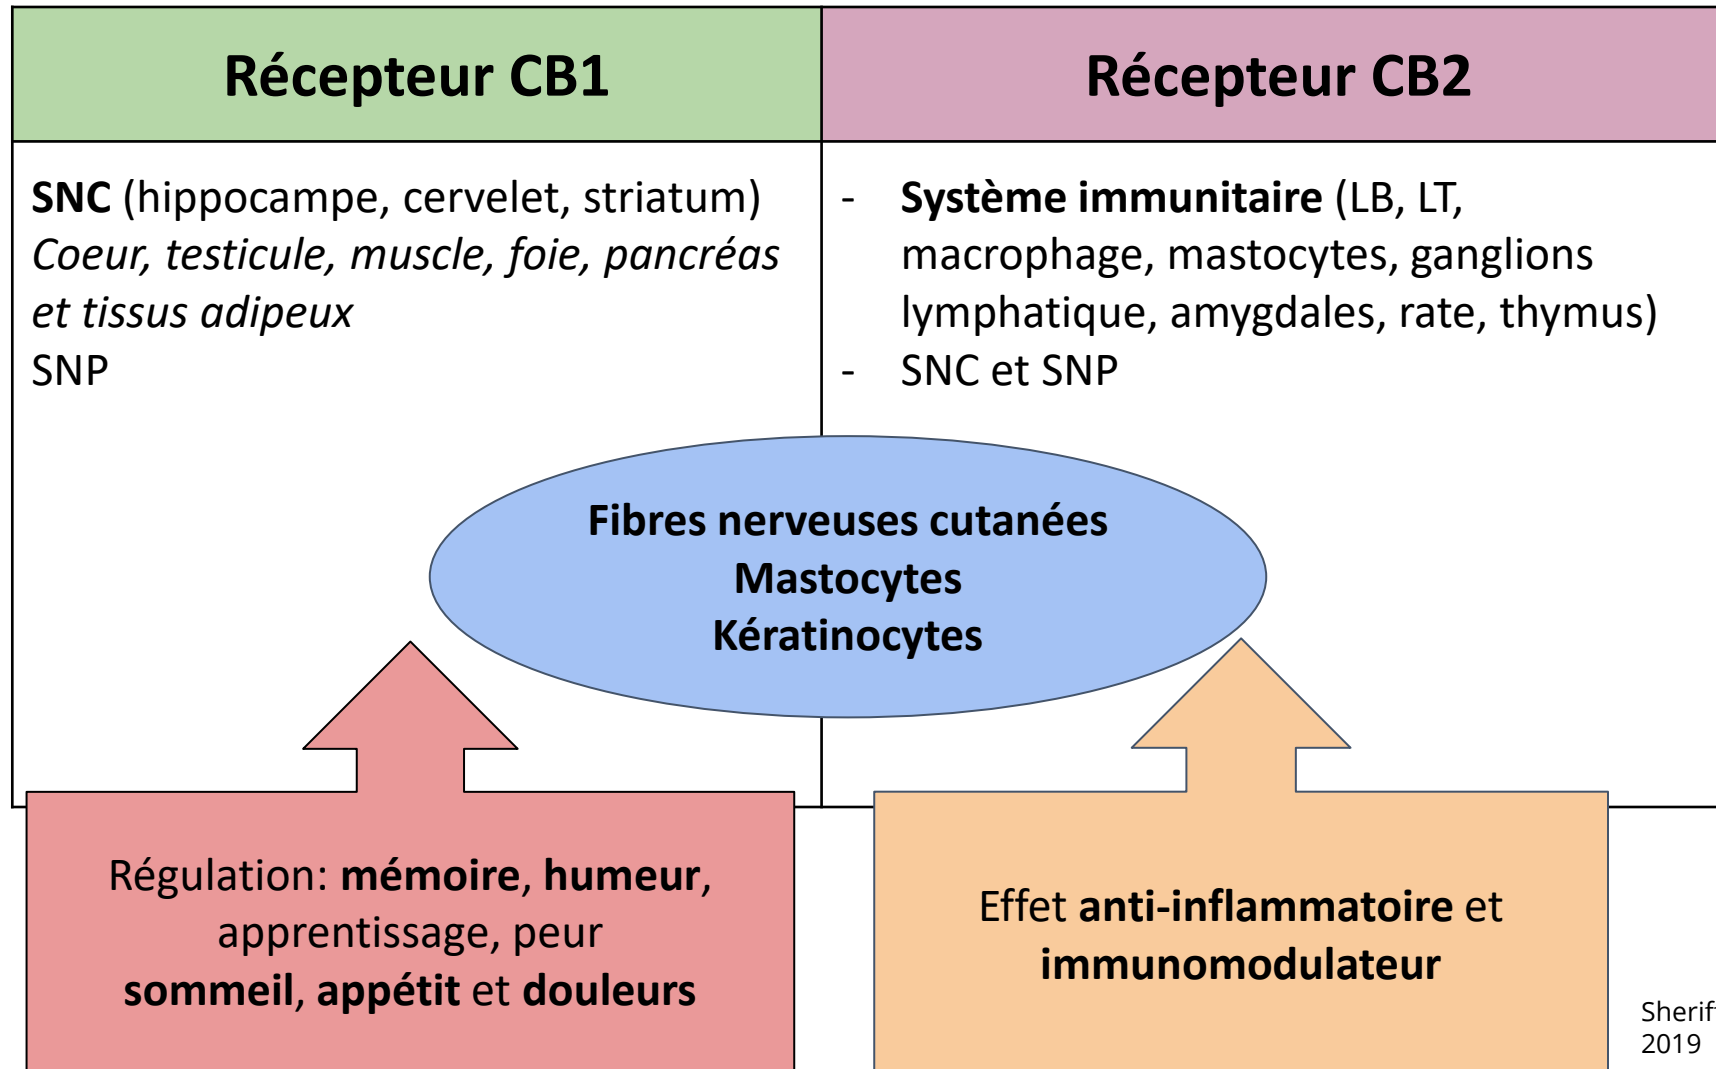 Récepteur CB1
Récepteur CB2
SNC (hippocampe, cervelet, striatum)
Coeur, testicule, muscle, foie, pancréas
et tissus adipeux
SNP
- Système immunitaire (LB, LT,
macrophage, mastocytes, ganglions
lymphatique, amygdales, rate, thymus)
- SNC et SNP
Fibres nerveuses cutanées
Mastocytes
Kératinocytes
Régulation: mémoire, humeur,
apprentissage, peur
sommeil, appétit et douleurs
Effet anti-inflammatoire et
immunomodulateur
2019